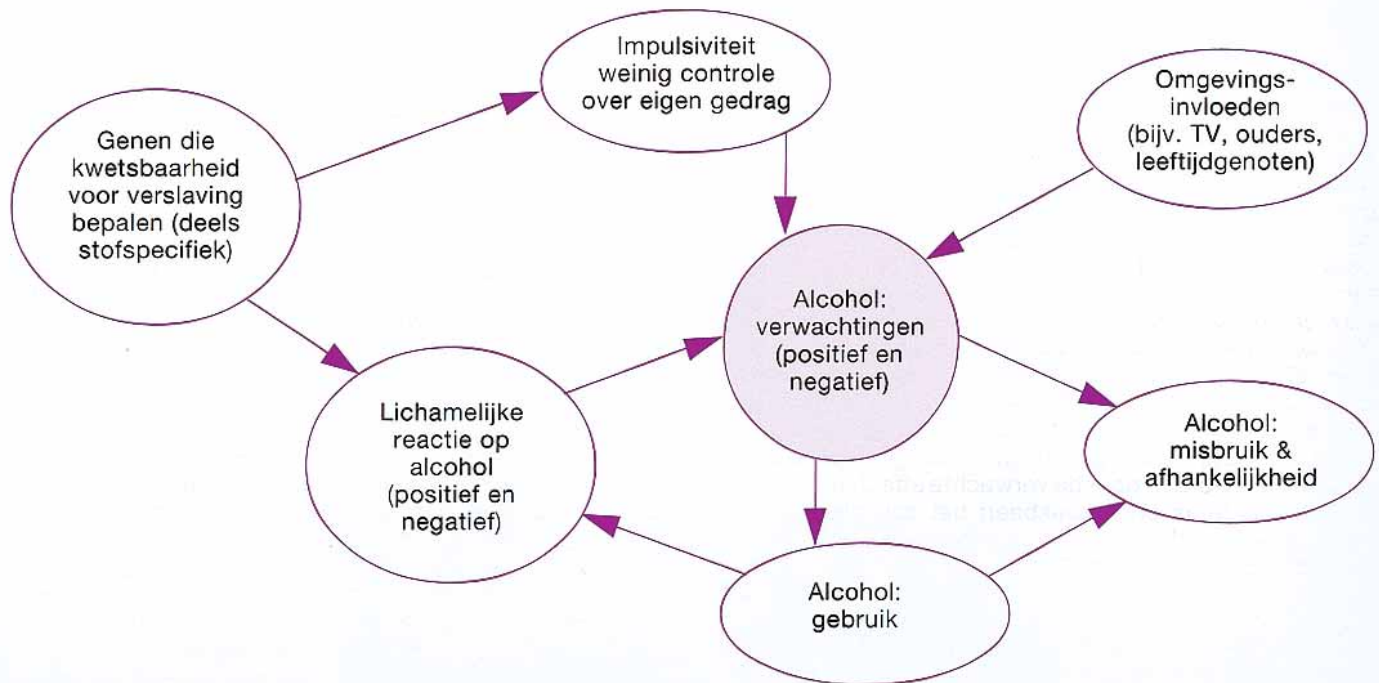 Impulsiviteit
weinig controle
over eigen gedrag
Omgevings-
invloeden
(bijv. TV, ouders,
leeftijdgenoten)
Genen die
kwetsbaarheid
voor verslaving
bepalen (deels
stofspecifiek)
Alcohol:
verwachtingen
(positief en
negatief)
Lichamelijke
reactie op
alcohol
(positief en
negatief)
Alcohol:
misbruik &
afhankelijkheid
Alcohol:
gebruik